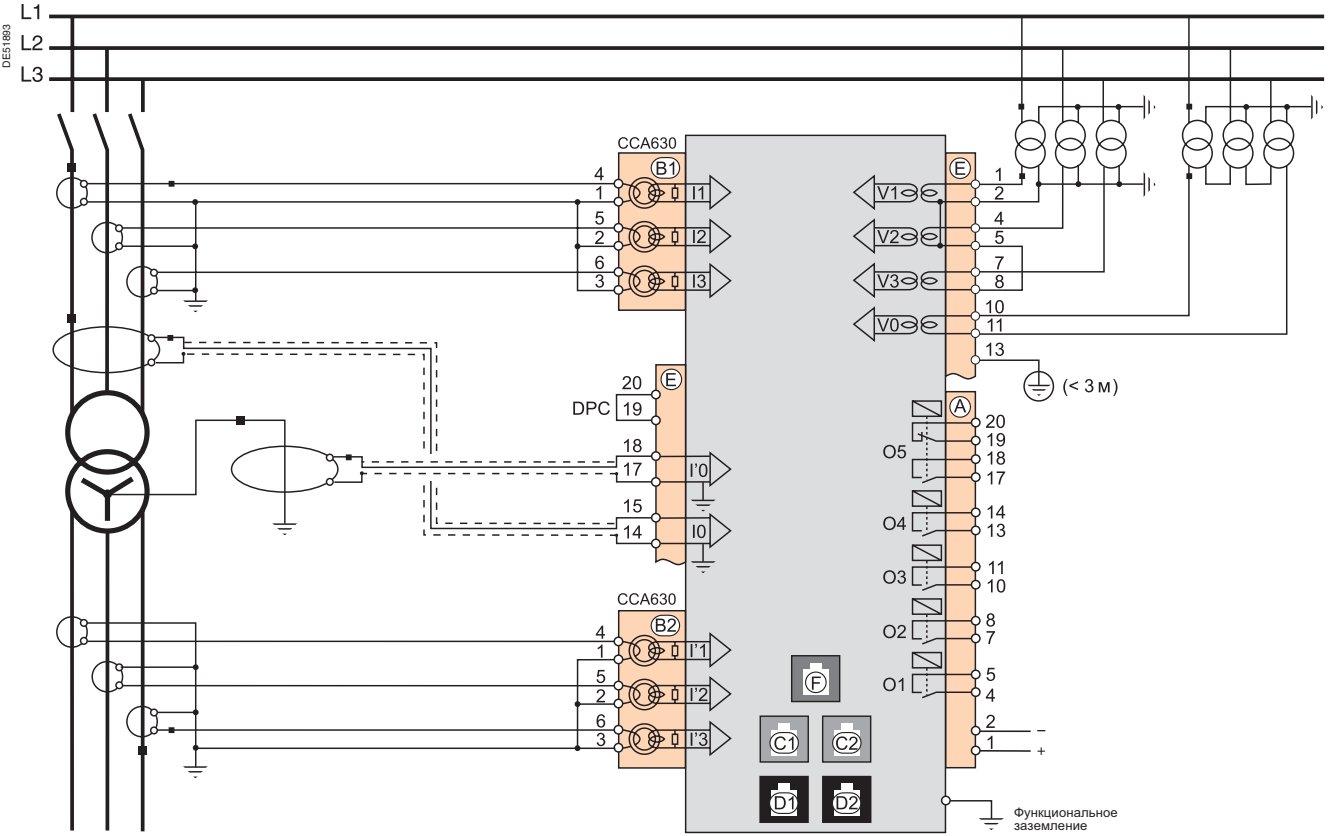 DE51893
L1
L2
L3
CCA630
B1
4
1
5
2
6
3
I1
I2
I3
E
V1
V2
V3
V0
1
2
4
5
7
8
10
11
13
(< 3 м)
E
DPC
20
19
18
17
15
14
I'0
I0
A
O5
20
19
18
17
O4
14
13
O3
11
10
O2
8
7
O1
5
4
2 –
1 +
CCA630
B2
4
1
5
2
6
3
I'1
I'2
I'3
F
C1
C2
D1
D2
Функциональное
заземление